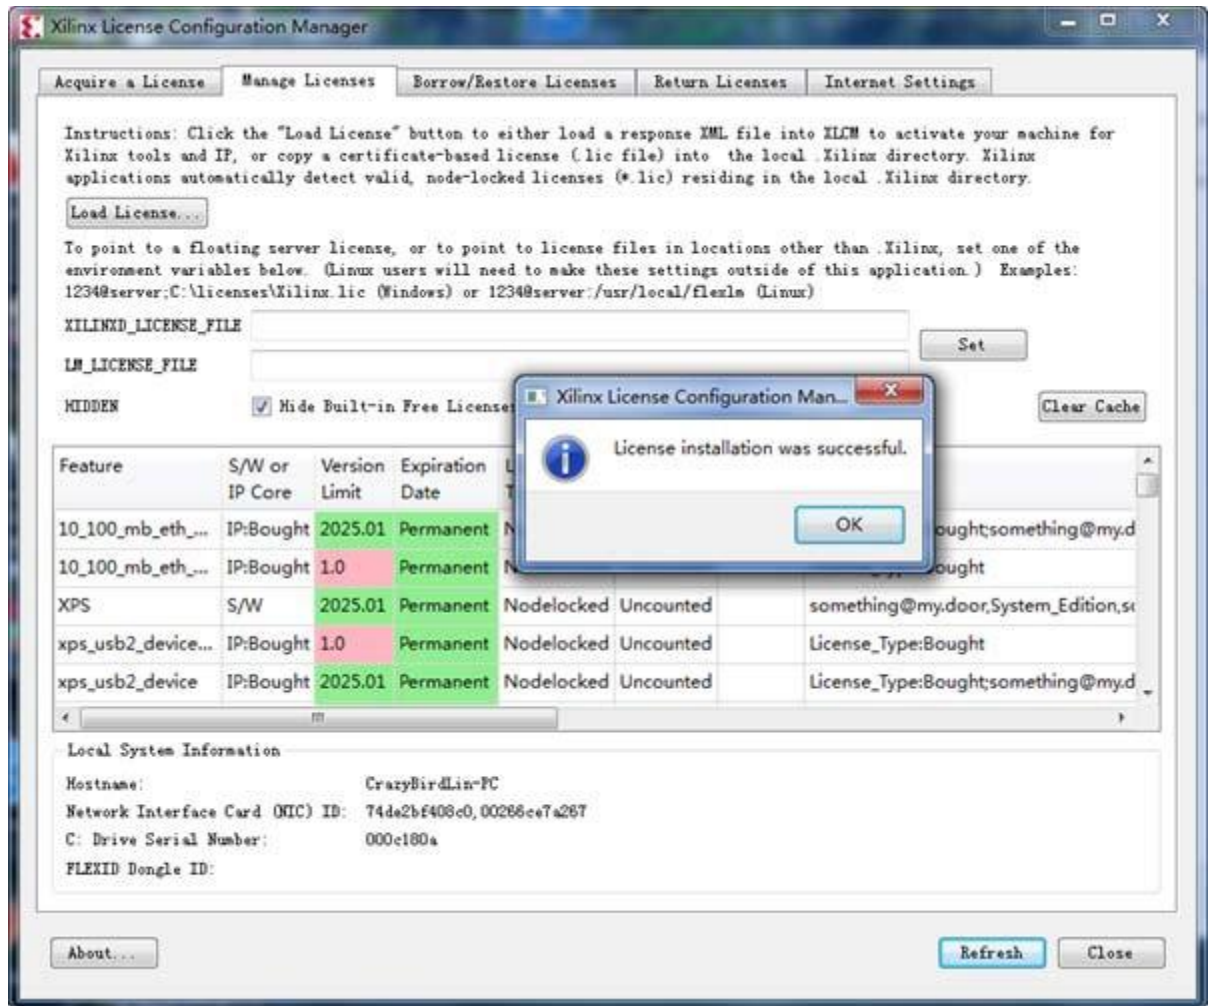 Xilinx License Configuration Manager
Acquire a License
Manage Licenses
Borrow/Restore Licenses
Return Licenses
Internet Settings
Instructions: Click the "Load License" button to either load a response XML file into XLCM to activate your machine for
Xilinx tools and IP, or copy a certificate-based license (.lic file) into the local .Xilinx directory. Xilinx
applications automatically detect valid, node-locked licenses (*.lic) residing in the local .Xilinx directory.
Load License...
To point to a floating server license, or to point to license files in locations other than .Xilinx, set one of the
environment variables below. (Linux users will need to make these settings outside of this application.) Examples:
1234@server;C:\licenses\Xilinx.lic (Windows) or 1234@server:/usr/local/flexlm (Linux)
XILINXD_LICENSE_FILE
Set
LM_LICENSE_FILE
HIDDEN
Hide Built-in Free License
Clear Cache
Xilinx License Configuration Man...
License installation was successful.
OK
Feature S/W or IP Core Version Limit Expiration Date
10_100_mb_eth_... IP:Bought 2025.01 Permanent ought;something@my.d
10_100_mb_eth_... IP:Bought 1.0 Permanent ought
XPS S/W 2025.01 Permanent Nodelocked Uncounted something@my.door,System_Edition,so
xps_usb2_device... IP:Bought 1.0 Permanent Nodelocked Uncounted License_Type:Bought
xps_usb2_device IP:Bought 2025.01 Permanent Nodelocked Uncounted License_Type:Bought;something@my.d
Local System Information
Hostname: CrazyBirdLin-PC
Network Interface Card (NIC) ID: 74de2bf408c0,00266ce7a267
C: Drive Serial Number: 000c180a
FLEXID Dongle ID:
About...
Refresh
Close